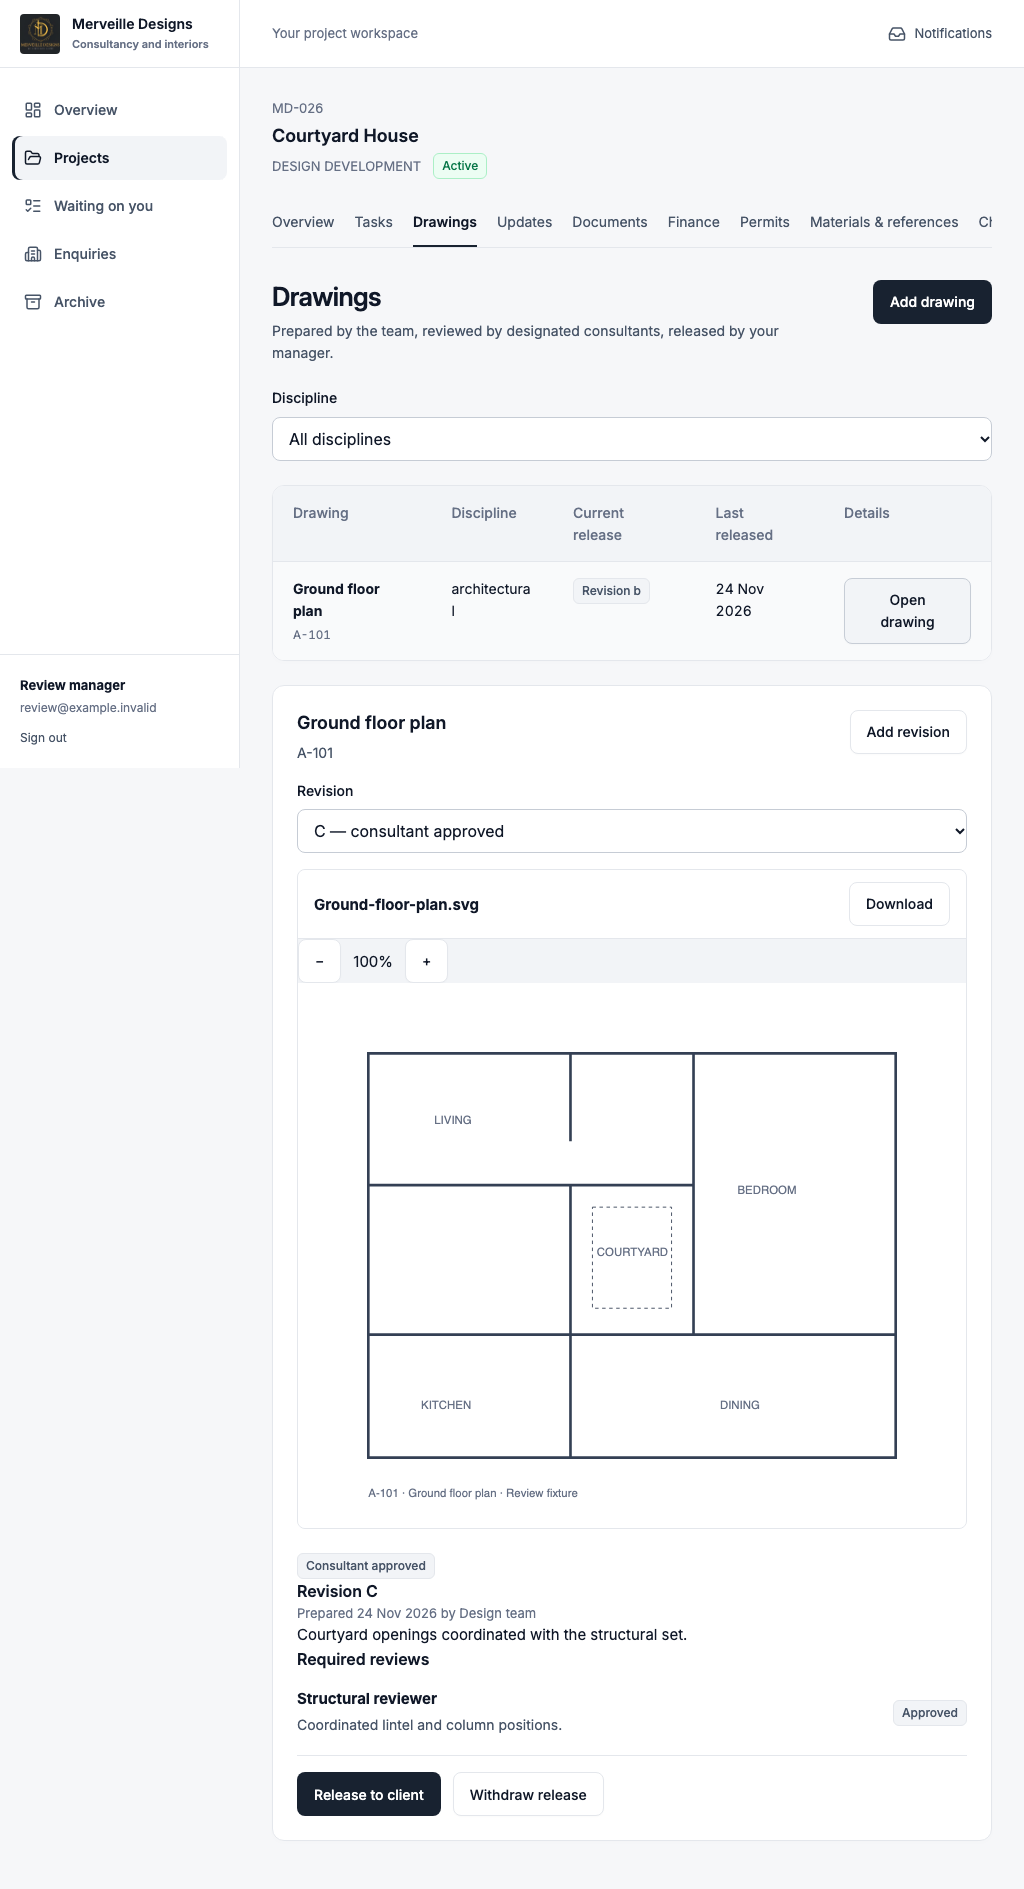 Merveille Designs
Consultancy and interiors
Your project workspace
Notifications
Overview
Projects
Waiting on you
Enquiries
Archive
Review manager
review@example.invalid
Sign out
MD-026
Courtyard House
DESIGN DEVELOPMENT Active
Overview Tasks Drawings Updates Documents Finance Permits Materials & references Ch
Drawings
Add drawing
Prepared by the team, reviewed by designated consultants, released by your
manager.
Discipline
All disciplines
Drawing Discipline Current Last Details
release released
Ground floor architectura Revision b 24 Nov Open
plan l 2026 drawing
A-101
Ground floor plan
Add revision
A-101
Revision
C — consultant approved
Ground-floor-plan.svg
Download
− 100% +
LIVING
BEDROOM
COURTYARD
KITCHEN
DINING
A-101 · Ground floor plan · Review fixture
Consultant approved
Revision C
Prepared 24 Nov 2026 by Design team
Courtyard openings coordinated with the structural set.
Required reviews
Structural reviewer
Approved
Coordinated lintel and column positions.
Release to client Withdraw release